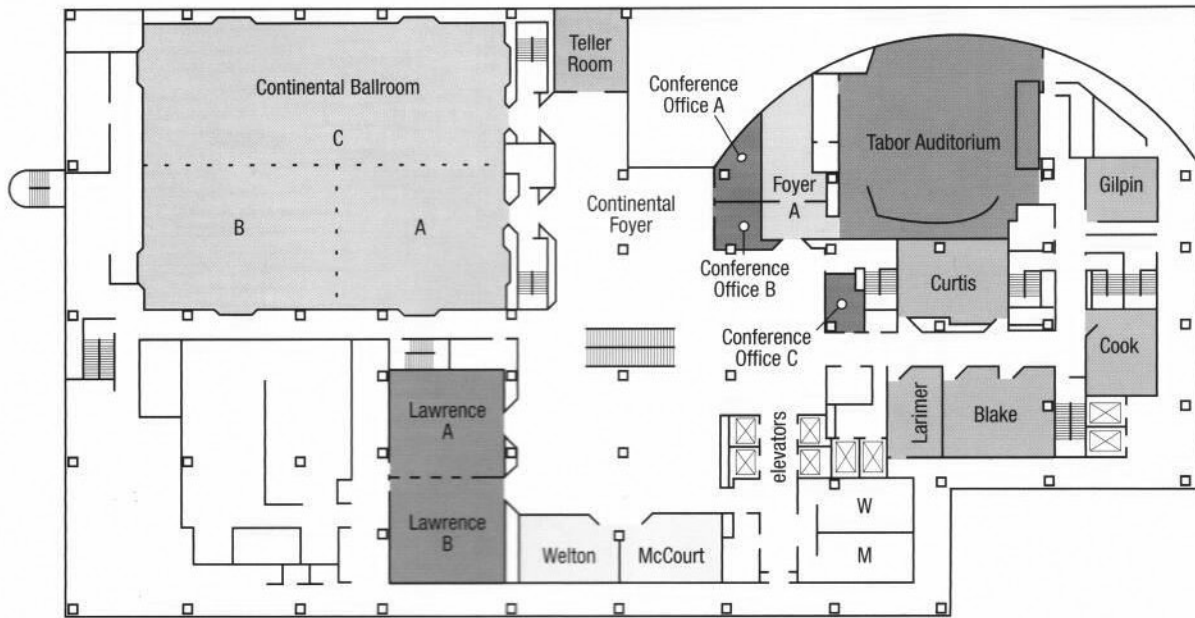 Teller
Room
Continental Ballroom
C
B
A
Conference
Office A
Tabor Auditorium
Foyer
A
Gilpin
Continental
Foyer
Conference
Office B
Curtis
Conference
Office C
Cook
Lawrence
A
Larimer
Blake
elevators
Lawrence
B
Welton
McCourt
W
M